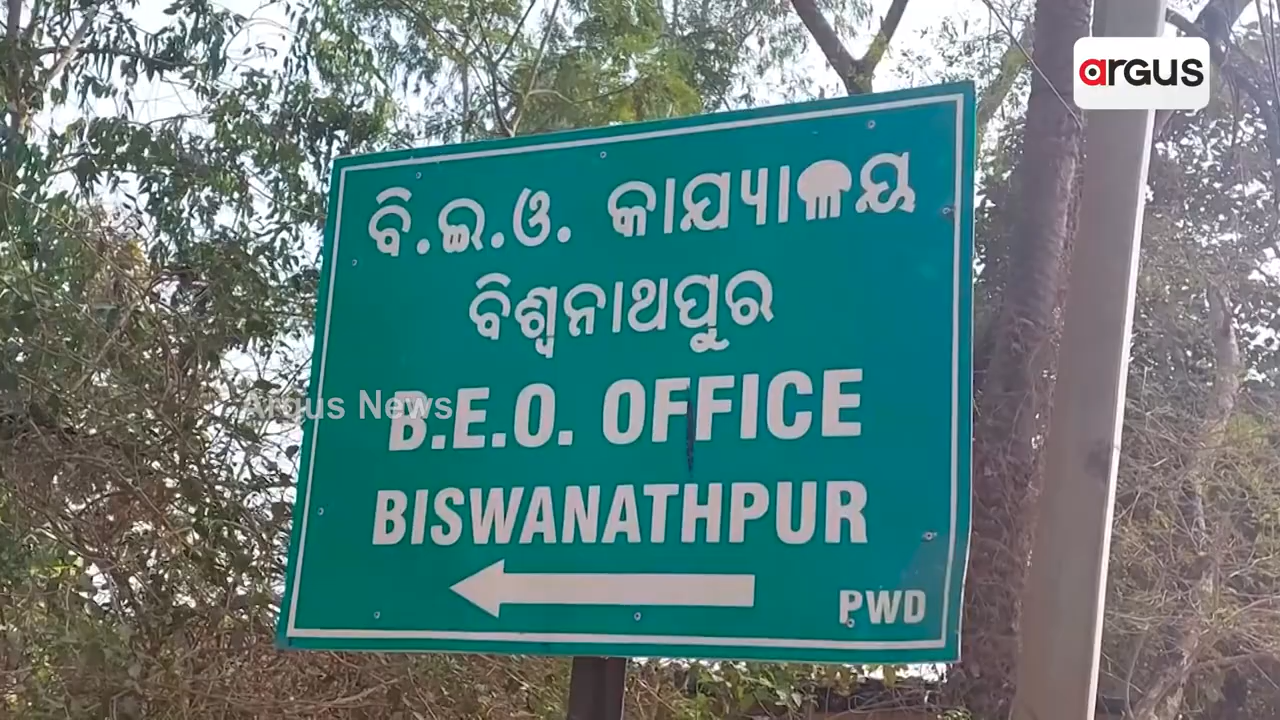 argus
ବି.ଇ.ଓ. କାଯ୍ୟାଳୟ
ବିଶ୍ୱନାଥପୁର
Argus News
B.E.O. OFFICE
BISWANATHPUR
PWD